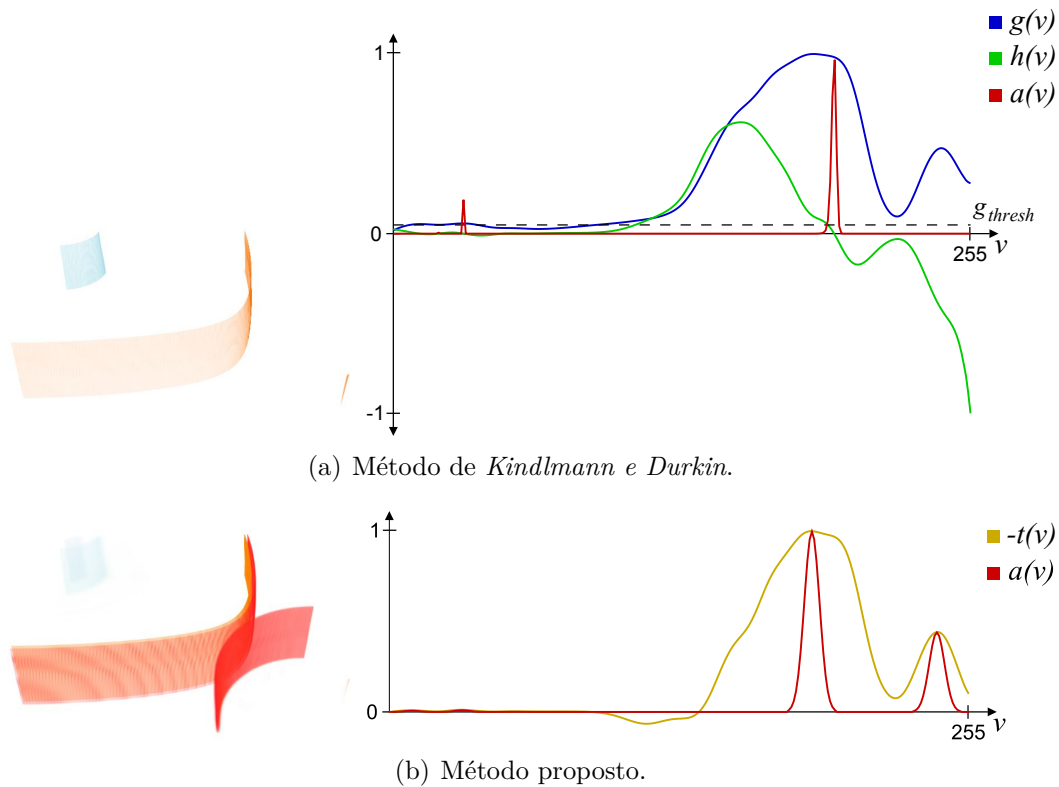 g(v)
h(v)
a(v)
1
g_thresh
0
255 v
-1
(a) Método de Kindlmann e Durkin.
-t(v)
a(v)
1
0
255 v
(b) Método proposto.